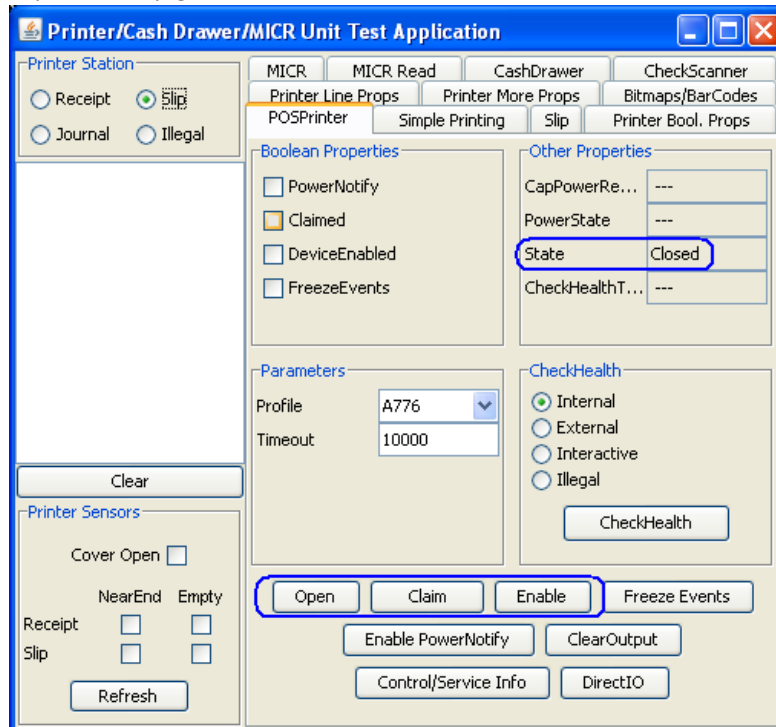 Printer/Cash Drawer/MICR Unit Test Application
Printer Station
Receipt Slip
Journal Illegal
MICR MICR Read CashDrawer CheckScanner
Printer Line Props Printer More Props Bitmaps/BarCodes
POSPrinter Simple Printing Slip Printer Bool. Props
Boolean Properties
PowerNotify
Claimed
DeviceEnabled
FreezeEvents
Other Properties
CapPowerRe... ---
PowerState ---
State Closed
CheckHealthT... ---
Parameters
Profile A776
Timeout 10000
CheckHealth
Internal
External
Interactive
Illegal
CheckHealth
Clear
Printer Sensors
Cover Open
NearEnd Empty
Receipt
Slip
Refresh
Open Claim Enable Freeze Events
Enable PowerNotify ClearOutput
Control/Service Info DirectIO